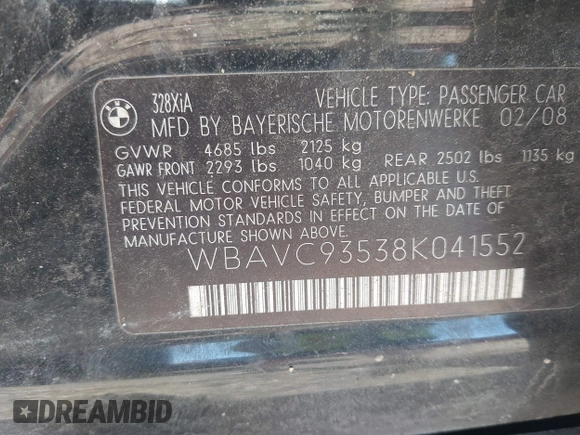 BMW
328XiA VEHICLE TYPE: PASSENGER CAR
MFD BY BAYERISCHE MOTORENWERKE 02/08
GVWR 4685 lbs 2125 kg
GAWR FRONT 2293 lbs 1040 kg REAR 2502 lbs 1135 kg
THIS VEHICLE CONFORMS TO ALL APPLICABLE U.S.
FEDERAL MOTOR VEHICLE SAFETY, BUMPER AND THEFT
PREVENTION STANDARDS IN EFFECT ON THE DATE OF
MANUFACTURE SHOWN ABOVE.
WBAVC93538K041552
DREAMBID